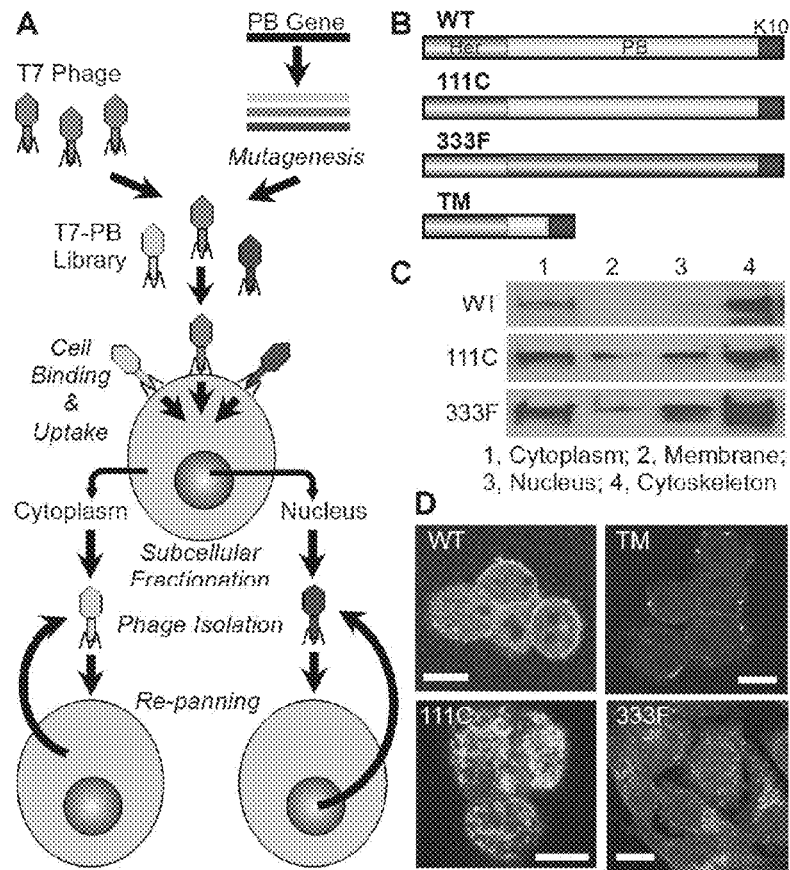 A
PB Gene
T7 Phage
Mutagenesis
T7-PB
Library
Cell
Binding
&
Uptake
Cytoplasm
Nucleus
Subcellular
Fractionation
Phage Isolation
Re-panning
B
WT
K10
Her
PB
111C
333F
TM
C
1 2 3 4
WT
111C
333F
1, Cytoplasm; 2, Membrane;
3, Nucleus; 4, Cytoskeleton
D
WT
TM
111C
333F